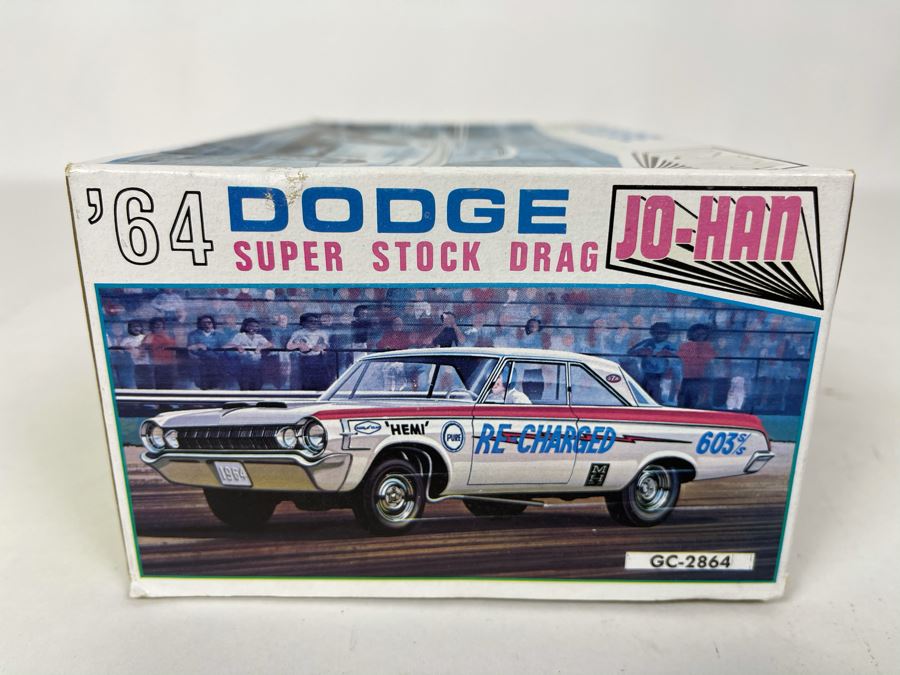 '64 DODGE
SUPER STOCK DRAG
JO-HAN
'HEMI'
PURE
RE-CHARGED
603 S/S
1964
GC-2864